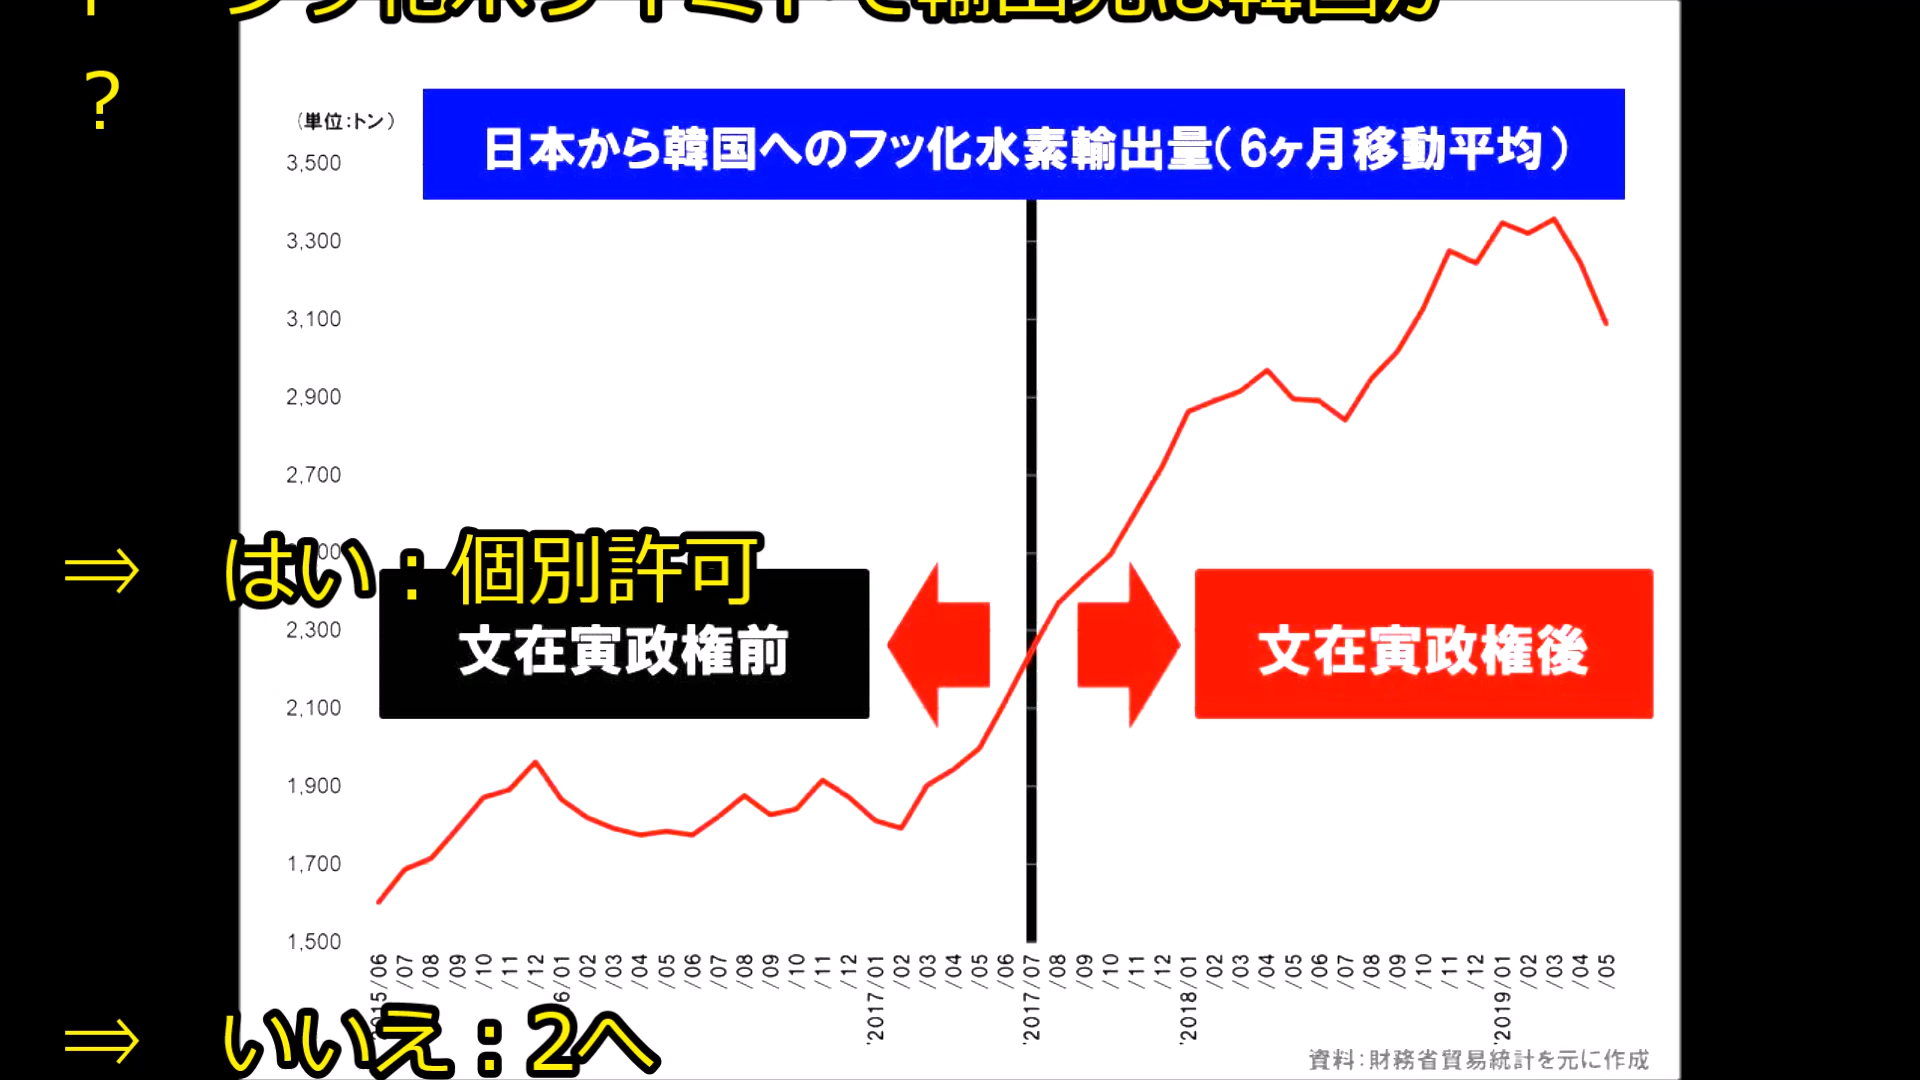 ?
(単位:トン)
日本から韓国へのフッ化水素輸出量(6ヶ月移動平均)
3,500
3,300
3,100
2,900
2,700
2,300
2,100
1,900
1,700
1,500
⇒ はい:個別許可
文在寅政権前
文在寅政権後
/06 /07 /08 /09 /10 /11 /12 /01 /02 /03 /04 /05 /06 /07 /08 /09 /10 /11 /12 '2017/01 /02 /03 /04 /05 /06 '2017/07 /08 /09 /10 /11 /12 '2018/01 /02 /03 /04 /05 /06 /07 /08 /09 /10 /11 /12 '2019/01 /02 /03 /04 /05
⇒ いいえ:2へ
資料:財務省貿易統計を元に作成